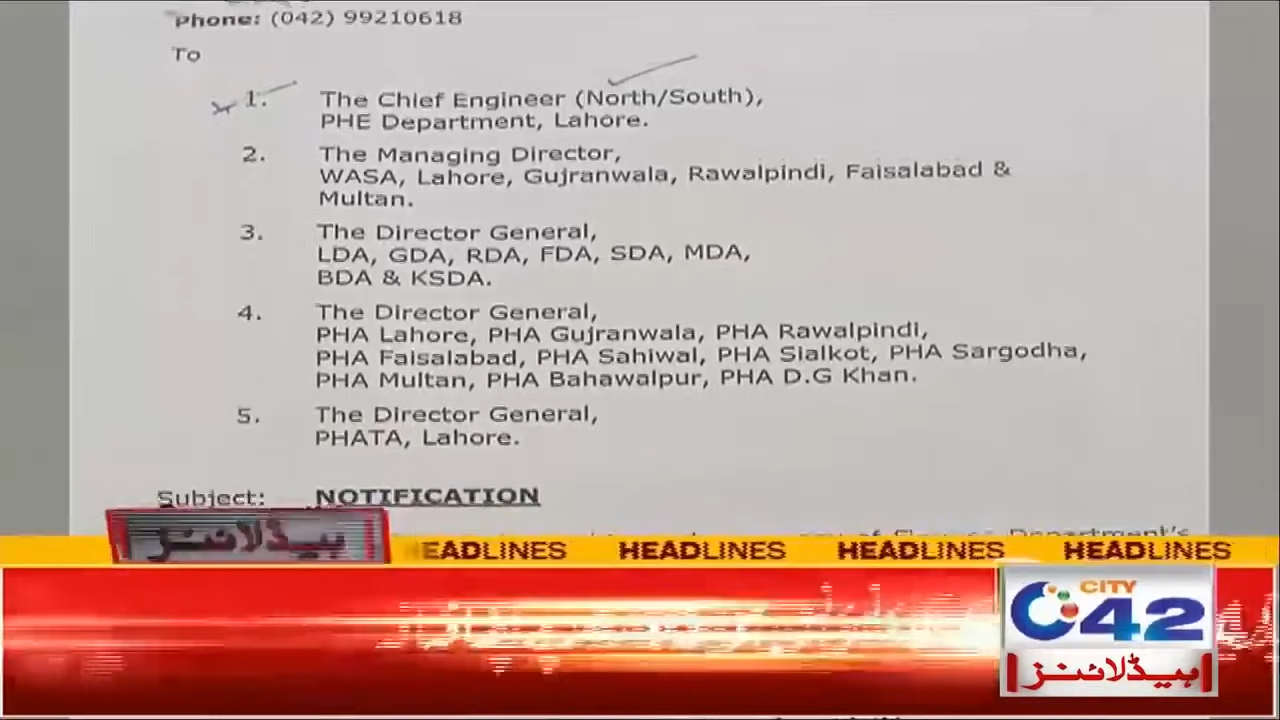 Phone: (042) 99210618
To
1. The Chief Engineer (North/South),
PHE Department, Lahore.
2. The Managing Director,
WASA, Lahore, Gujranwala, Rawalpindi, Faisalabad &
Multan.
3. The Director General,
LDA, GDA, RDA, FDA, SDA, MDA,
BDA & KSDA.
4. The Director General,
PHA Lahore, PHA Gujranwala, PHA Rawalpindi,
PHA Faisalabad, PHA Sahiwal, PHA Sialkot, PHA Sargodha,
PHA Multan, PHA Bahawalpur, PHA D.G Khan.
5. The Director General,
PHATA, Lahore.
Subject: NOTIFICATION
ہیڈلائنز
HEADLINES HEADLINES HEADLINES HEADLINES
CITY
42
ہیڈلائنز